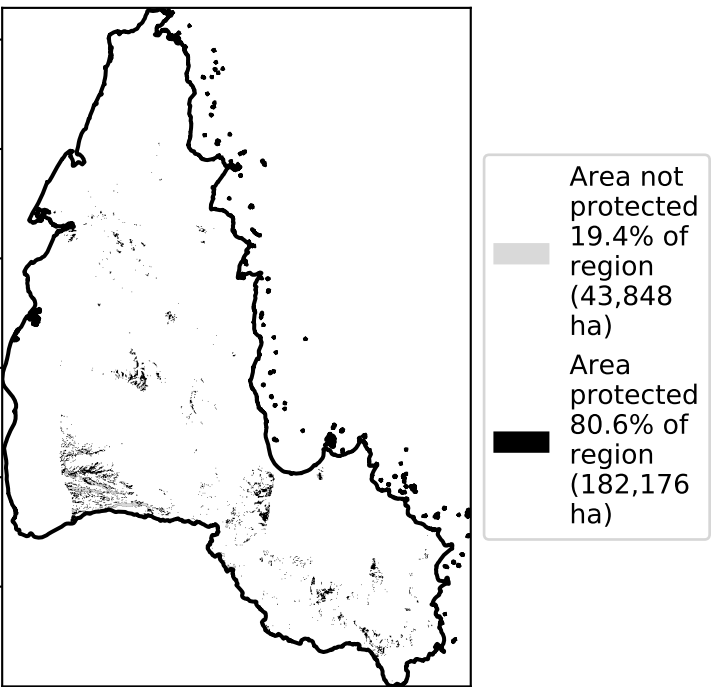 Area not
protected
19.4% of
region
(43,848
ha)
Area
protected
80.6% of
region
(182,176
ha)